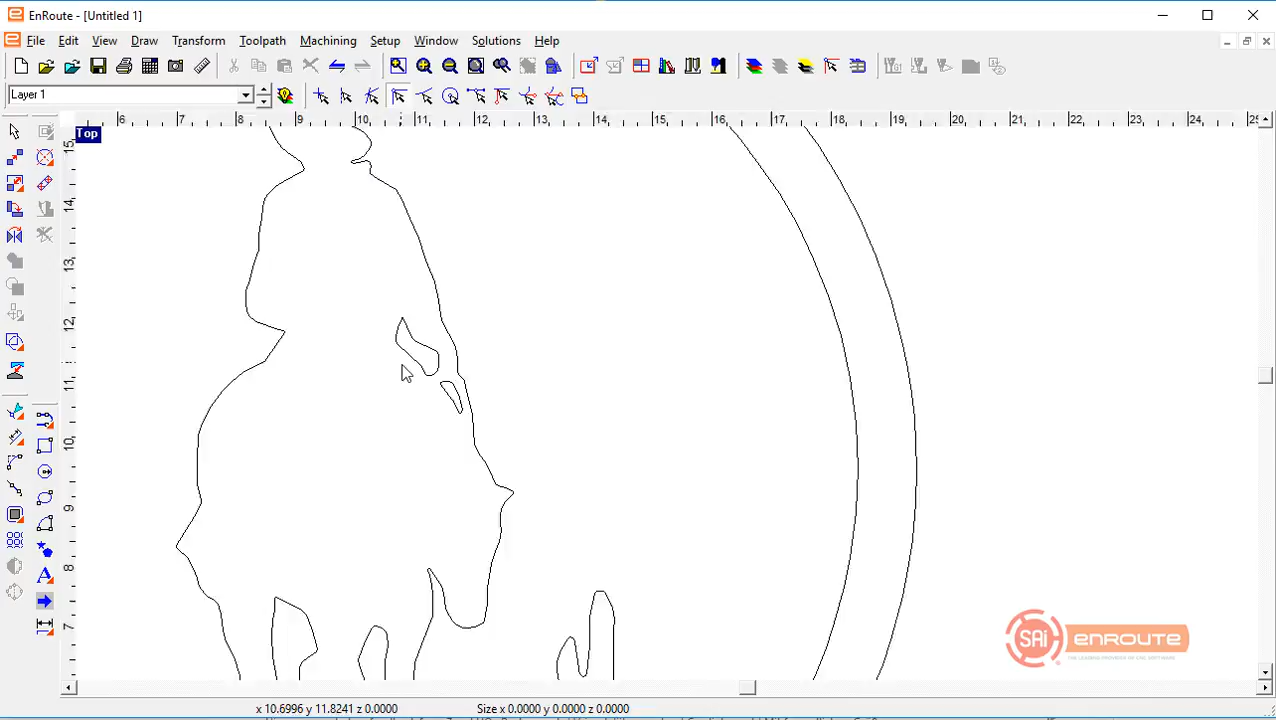 EnRoute - [Untitled 1]
File Edit View Draw Transform Toolpath Machining Setup Window Solutions Help
Layer 1
6 7 8 9 10 11 12 13 14 15 16 17 18 19 20 21 22 23 24 25
Top
15
14
13
12
11
10
9
8
7
SAi ENROUTE
x 10.6996 y 11.8241 z 0.0000 Size x 0.0000 y 0.0000 z 0.0000